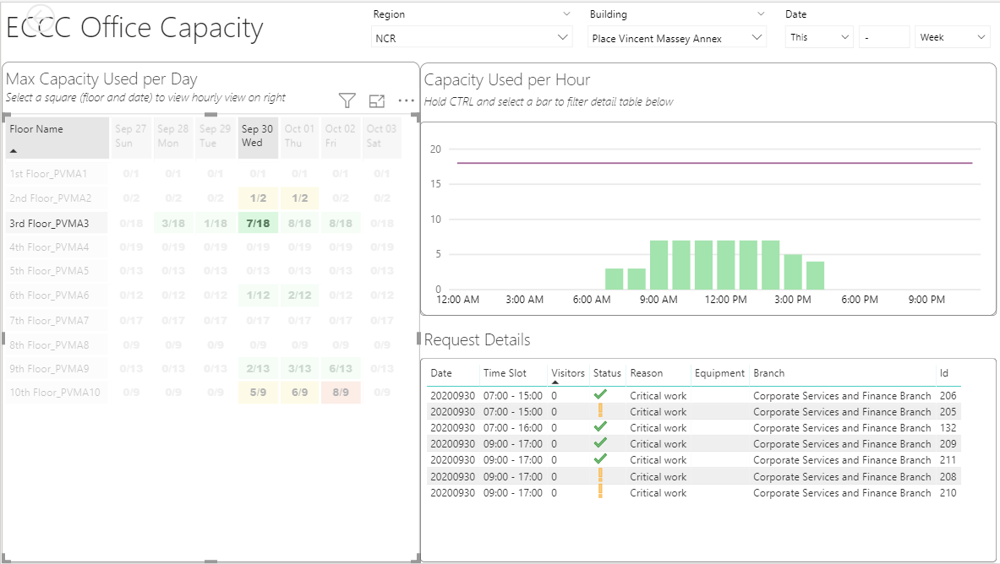 ECCC Office Capacity
Region
NCR
Building
Place Vincent Massey Annex
Date
This
-
Week
Max Capacity Used per Day
Select a square (floor and date) to view hourly view on right
Floor Name Sep 27 Sep 28 Sep 29 Sep 30 Oct 01 Oct 02 Oct 03
Sun Mon Tue Wed Thu Fri Sat
1st Floor_PVMA1 0/1 0/1 0/1 0/1 0/1 0/1 0/1
2nd Floor_PVMA2 0/2 0/2 0/2 1/2 1/2 0/2 0/2
3rd Floor_PVMA3 0/18 3/18 1/18 7/18 8/18 8/18 0/18
4th Floor_PVMA4 0/19 0/19 0/19 0/19 0/19 0/19 0/19
5th Floor_PVMA5 0/13 0/13 0/13 0/13 0/13 0/13 0/13
6th Floor_PVMA6 0/12 0/12 0/12 1/12 2/12 0/12 0/12
7th Floor_PVMA7 0/17 0/17 0/17 0/17 0/17 0/17 0/17
8th Floor_PVMA8 0/9 0/9 0/9 0/9 0/9 0/9 0/9
9th Floor_PVMA9 0/13 0/13 0/13 2/13 3/13 6/13 0/13
10th Floor_PVMA10 0/9 0/9 0/9 5/9 6/9 8/9 0/9
Capacity Used per Hour
Hold CTRL and select a bar to filter detail table below
20
15
10
5
0
12:00 AM 3:00 AM 6:00 AM 9:00 AM 12:00 PM 3:00 PM 6:00 PM 9:00 PM
Request Details
Date Time Slot Visitors Status Reason Equipment Branch Id
20200930 07:00 - 15:00 0 Critical work Corporate Services and Finance Branch 206
20200930 07:00 - 15:00 0 Critical work Corporate Services and Finance Branch 205
20200930 07:00 - 16:00 0 Critical work Corporate Services and Finance Branch 132
20200930 09:00 - 17:00 0 Critical work Corporate Services and Finance Branch 209
20200930 09:00 - 17:00 0 Critical work Corporate Services and Finance Branch 211
20200930 09:00 - 17:00 0 Critical work Corporate Services and Finance Branch 208
20200930 09:00 - 17:00 0 Critical work Corporate Services and Finance Branch 210